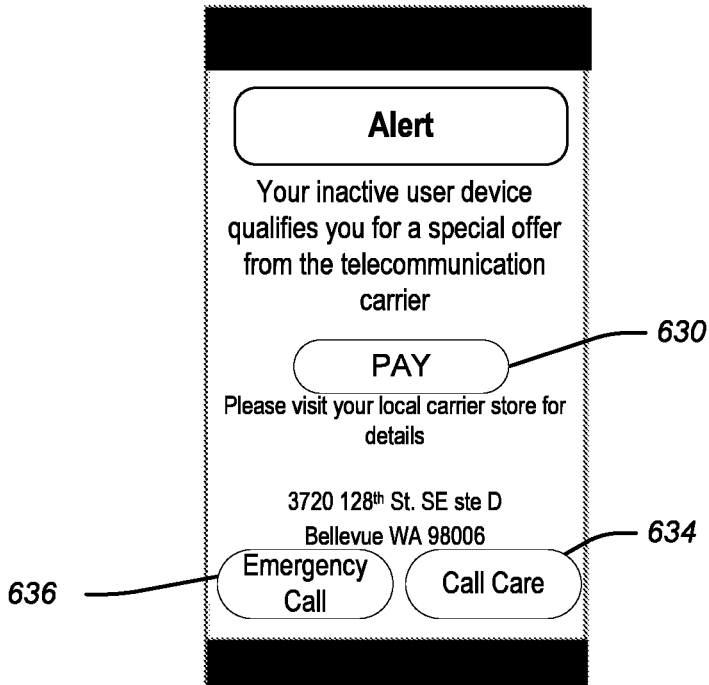 Alert
Your inactive user device
qualifies you for a special offer
from the telecommunication
carrier
PAY
630
Please visit your local carrier store for
details
3720 128th St. SE ste D
Bellevue WA 98006
634
Emergency
Call
Call Care
636